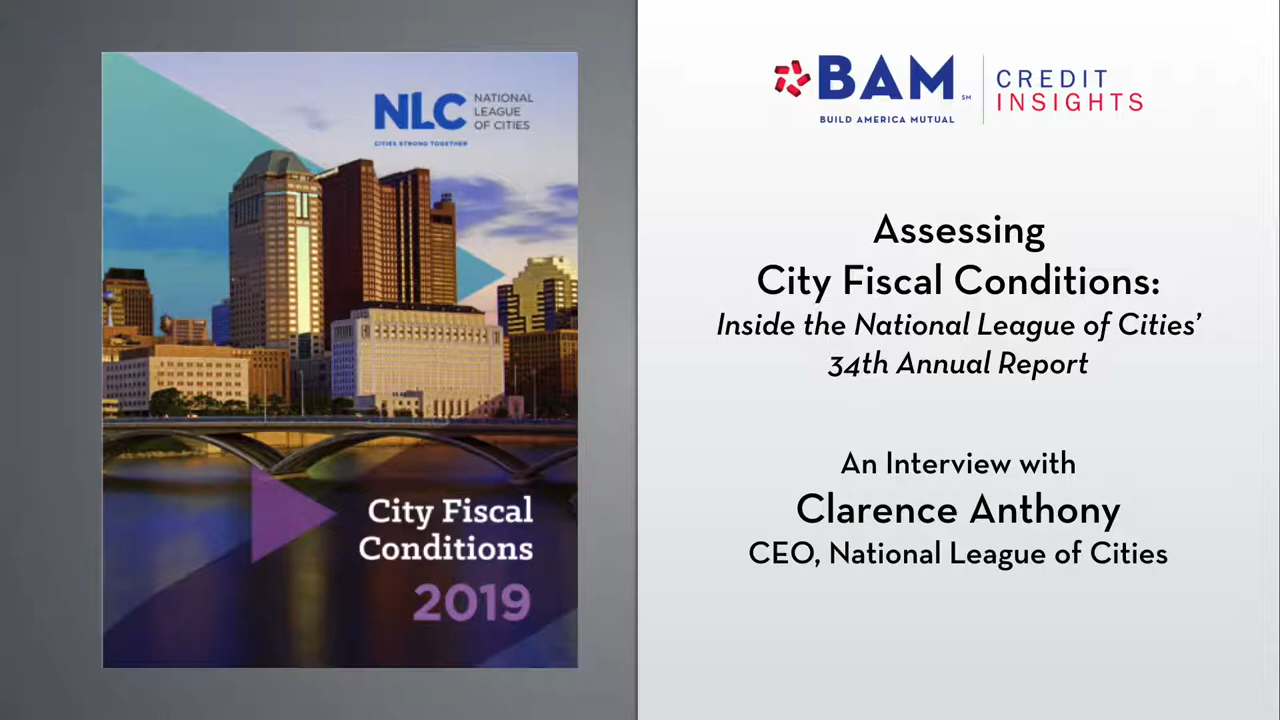 NLC
NATIONAL
LEAGUE
OF CITIES
CITIES STRONG TOGETHER
City Fiscal
Conditions
2019
BAM SM
BUILD AMERICA MUTUAL
CREDIT
INSIGHTS
Assessing
City Fiscal Conditions:
Inside the National League of Cities’
34th Annual Report
An Interview with
Clarence Anthony
CEO, National League of Cities